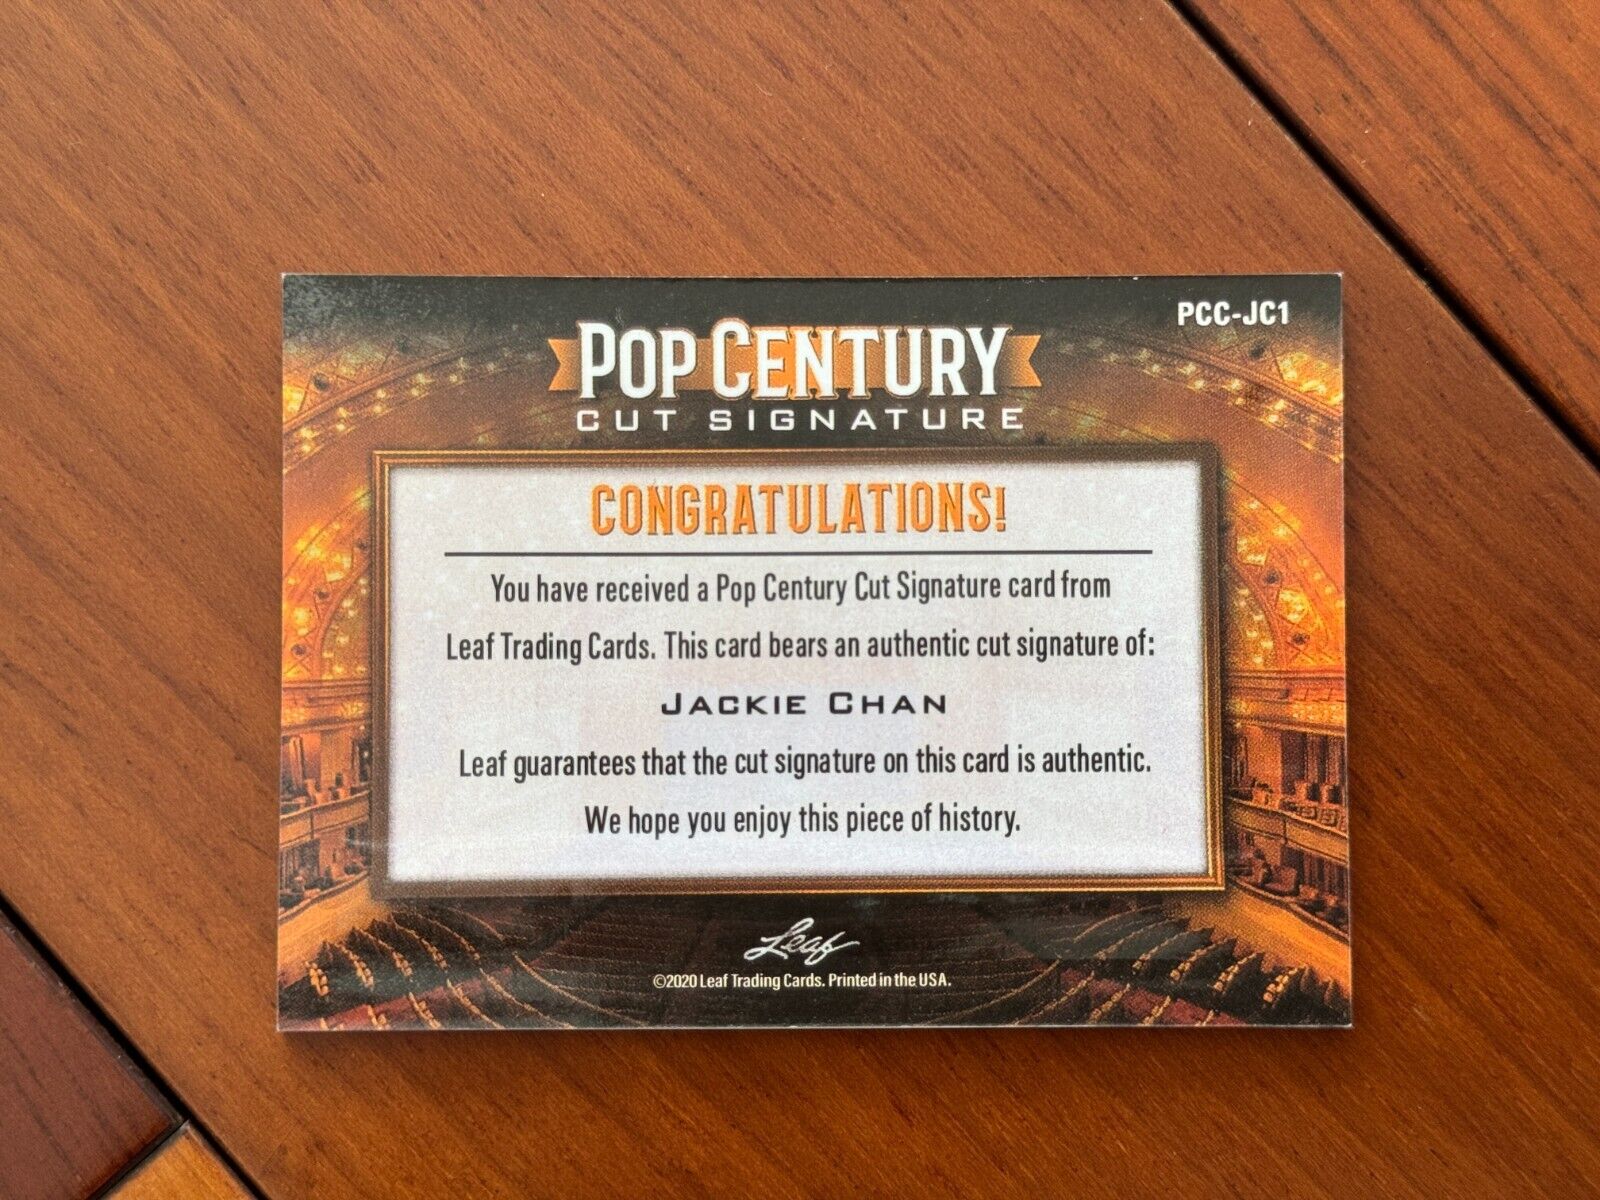 PCC-JC1
POP CENTURY
CUT SIGNATURE
CONGRATULATIONS!
You have received a Pop Century Cut Signature card from
Leaf Trading Cards. This card bears an authentic cut signature of:
JACKIE CHAN
Leaf guarantees that the cut signature on this card is authentic.
We hope you enjoy this piece of history.
Leaf
©2020 Leaf Trading Cards. Printed in the USA.